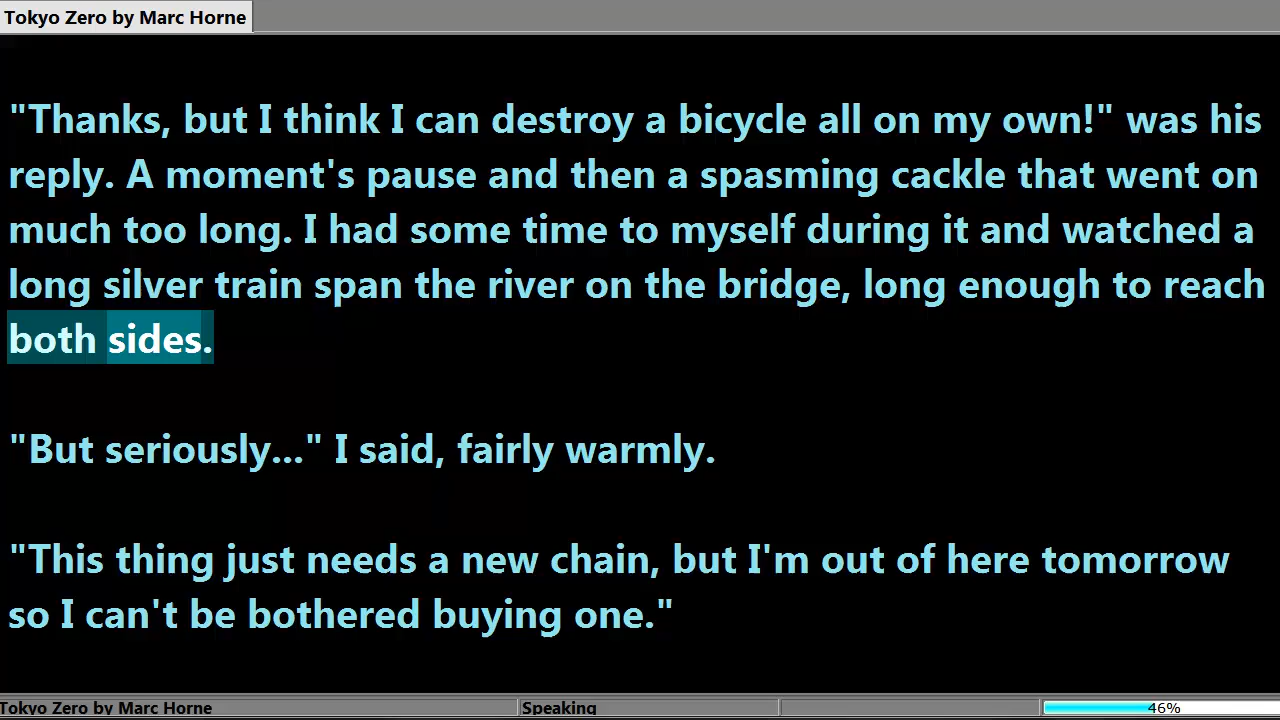 Tokyo Zero by Marc Horne
"Thanks, but I think I can destroy a bicycle all on my own!" was his
reply. A moment's pause and then a spasming cackle that went on
much too long. I had some time to myself during it and watched a
long silver train span the river on the bridge, long enough to reach
both sides.
"But seriously..." I said, fairly warmly.
"This thing just needs a new chain, but I'm out of here tomorrow
so I can't be bothered buying one."
Tokyo Zero by Marc Horne Speaking 46%